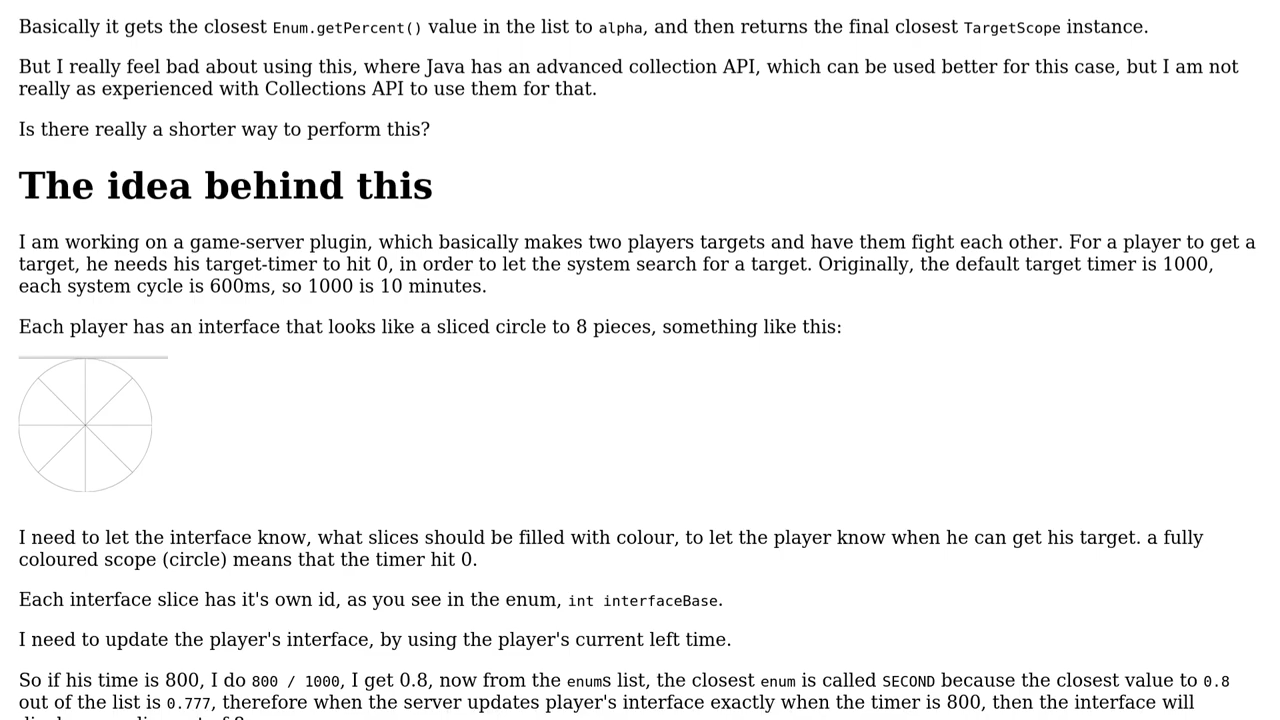 Basically it gets the closest Enum.getPercent() value in the list to alpha, and then returns the final closest TargetScope instance.
But I really feel bad about using this, where Java has an advanced collection API, which can be used better for this case, but I am not
really as experienced with Collections API to use them for that.
Is there really a shorter way to perform this?
The idea behind this
I am working on a game-server plugin, which basically makes two players targets and have them fight each other. For a player to get a
target, he needs his target-timer to hit 0, in order to let the system search for a target. Originally, the default target timer is 1000,
each system cycle is 600ms, so 1000 is 10 minutes.
Each player has an interface that looks like a sliced circle to 8 pieces, something like this:
I need to let the interface know, what slices should be filled with colour, to let the player know when he can get his target. a fully
coloured scope (circle) means that the timer hit 0.
Each interface slice has it's own id, as you see in the enum, int interfaceBase.
I need to update the player's interface, by using the player's current left time.
So if his time is 800, I do 800 / 1000, I get 0.8, now from the enums list, the closest enum is called SECOND because the closest value to 0.8
out of the list is 0.777, therefore when the server updates player's interface exactly when the timer is 800, then the interface will